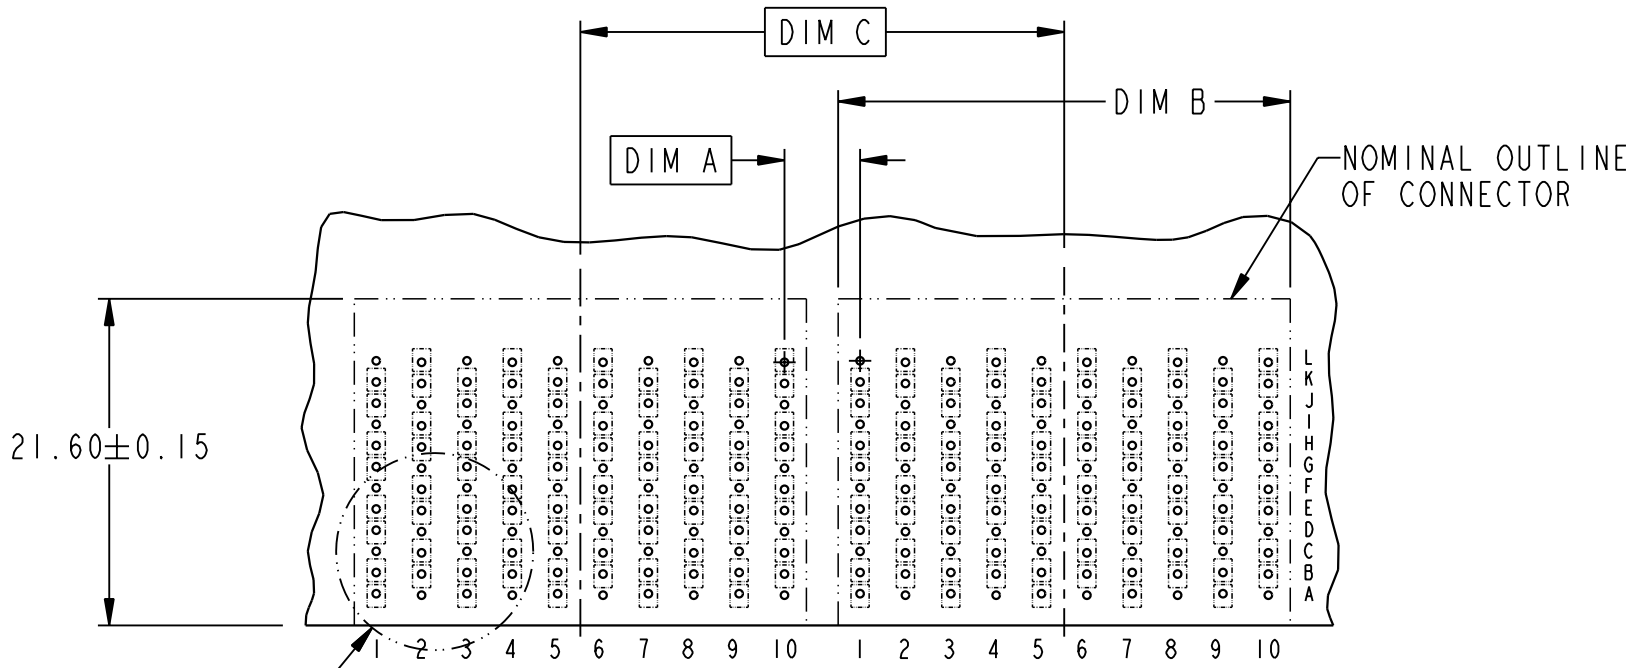 DIM C
DIM B
DIM A
NOMINAL OUTLINE
OF CONNECTOR
21.60±0.15
L
K
J
I
H
G
F
E
D
C
B
A
1 2 3 4 5 6 7 8 9 10 1 2 3 4 5 6 7 8 9 10